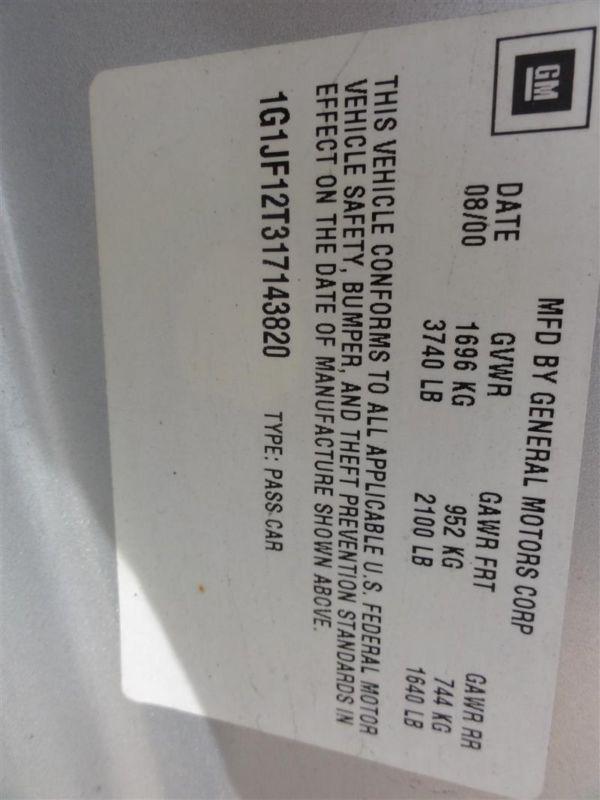 GM
MFD BY GENERAL MOTORS CORP
DATE GVWR GAWR FRT GAWR RR
08/00 1696 KG 952 KG 744 KG
3740 LB 2100 LB 1640 LB
THIS VEHICLE CONFORMS TO ALL APPLICABLE U.S. FEDERAL MOTOR
VEHICLE SAFETY, BUMPER, AND THEFT PREVENTION STANDARDS IN
EFFECT ON THE DATE OF MANUFACTURE SHOWN ABOVE.
1G1JF12T317143820 TYPE: PASS CAR